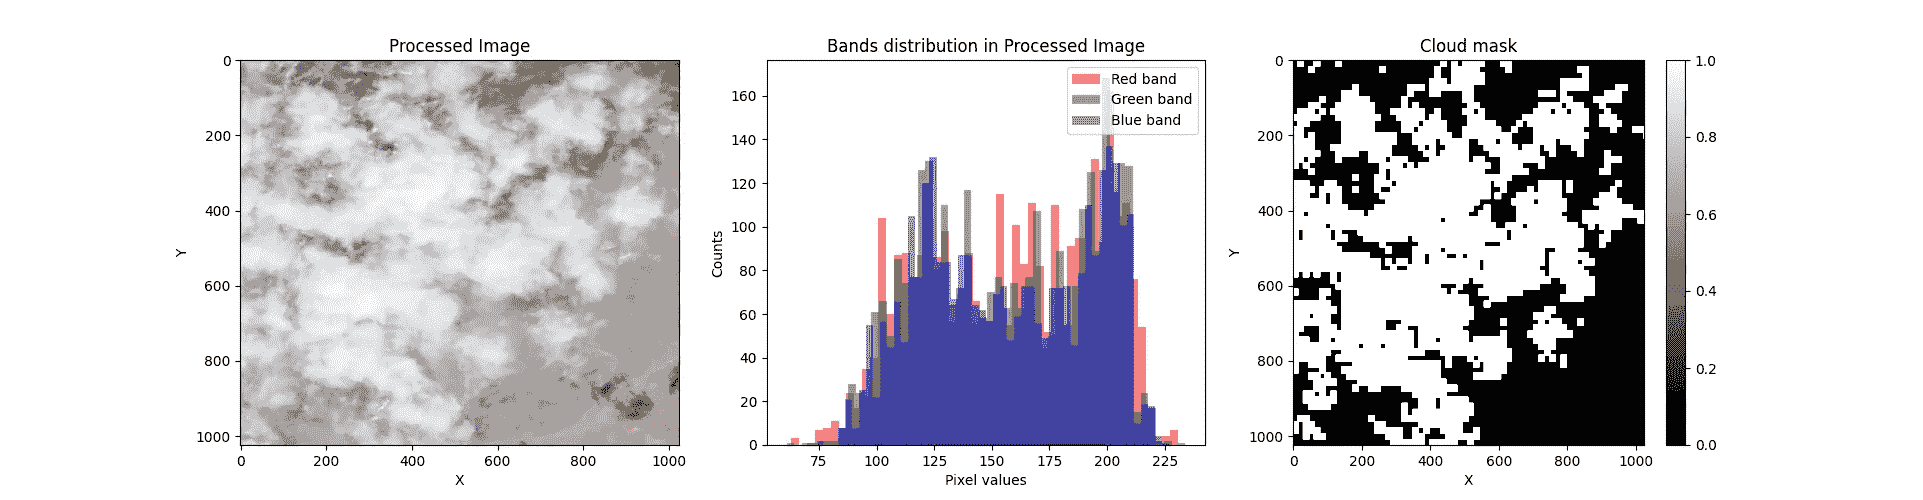 Processed Image
0
200
400
600
800
1000
Y
0 200 400 600 800 1000
X
Bands distribution in Processed Image
Red band
Green band
Blue band
160
140
120
100
80
60
40
20
0
Counts
75 100 125 150 175 200 225
Pixel values
Cloud mask
0
200
400
600
800
1000
Y
0 200 400 600 800 1000
X
1.0
0.8
0.6
0.4
0.2
0.0